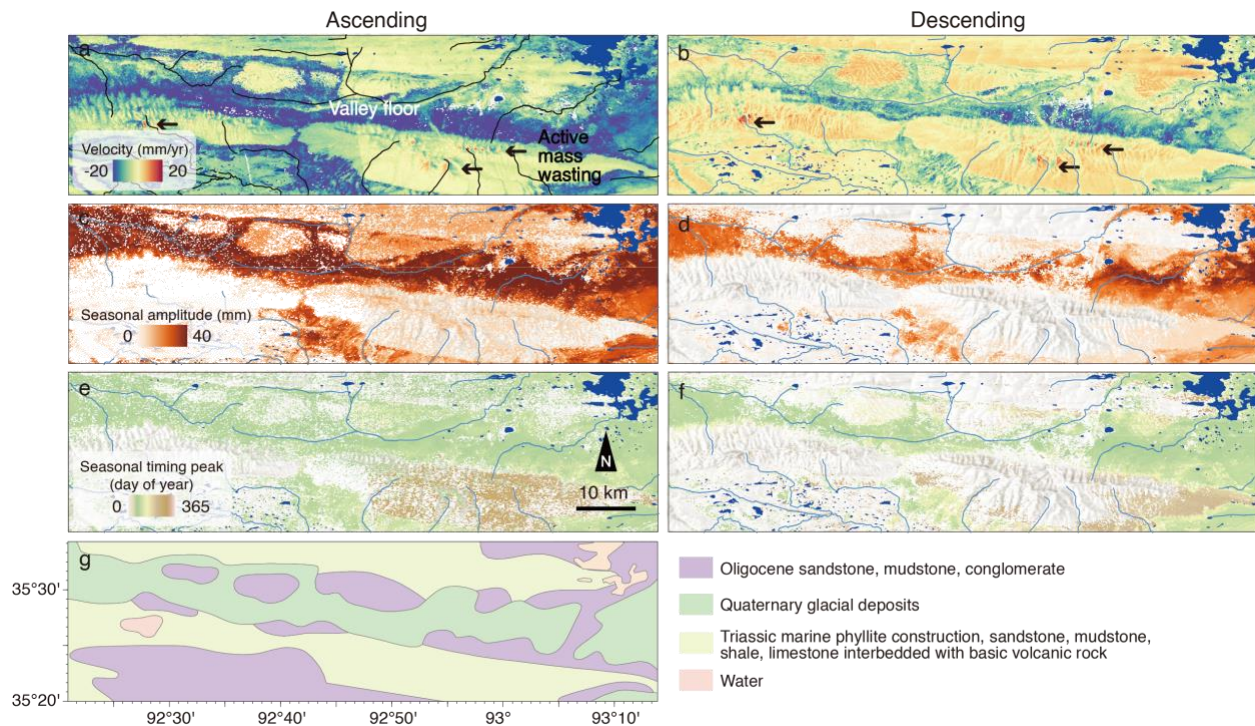 Ascending
Descending
a
b
Valley floor
Active
mass
wasting
Velocity (mm/yr)
-20 20
c
d
Seasonal amplitude (mm)
0 40
e
f
Seasonal timing peak
(day of year)
0 365
N
10 km
g
35°30'
35°20'
92°30' 92°40' 92°50' 93° 93°10'
Oligocene sandstone, mudstone, conglomerate
Quaternary glacial deposits
Triassic marine phyllite construction, sandstone, mudstone,
shale, limestone interbedded with basic volcanic rock
Water